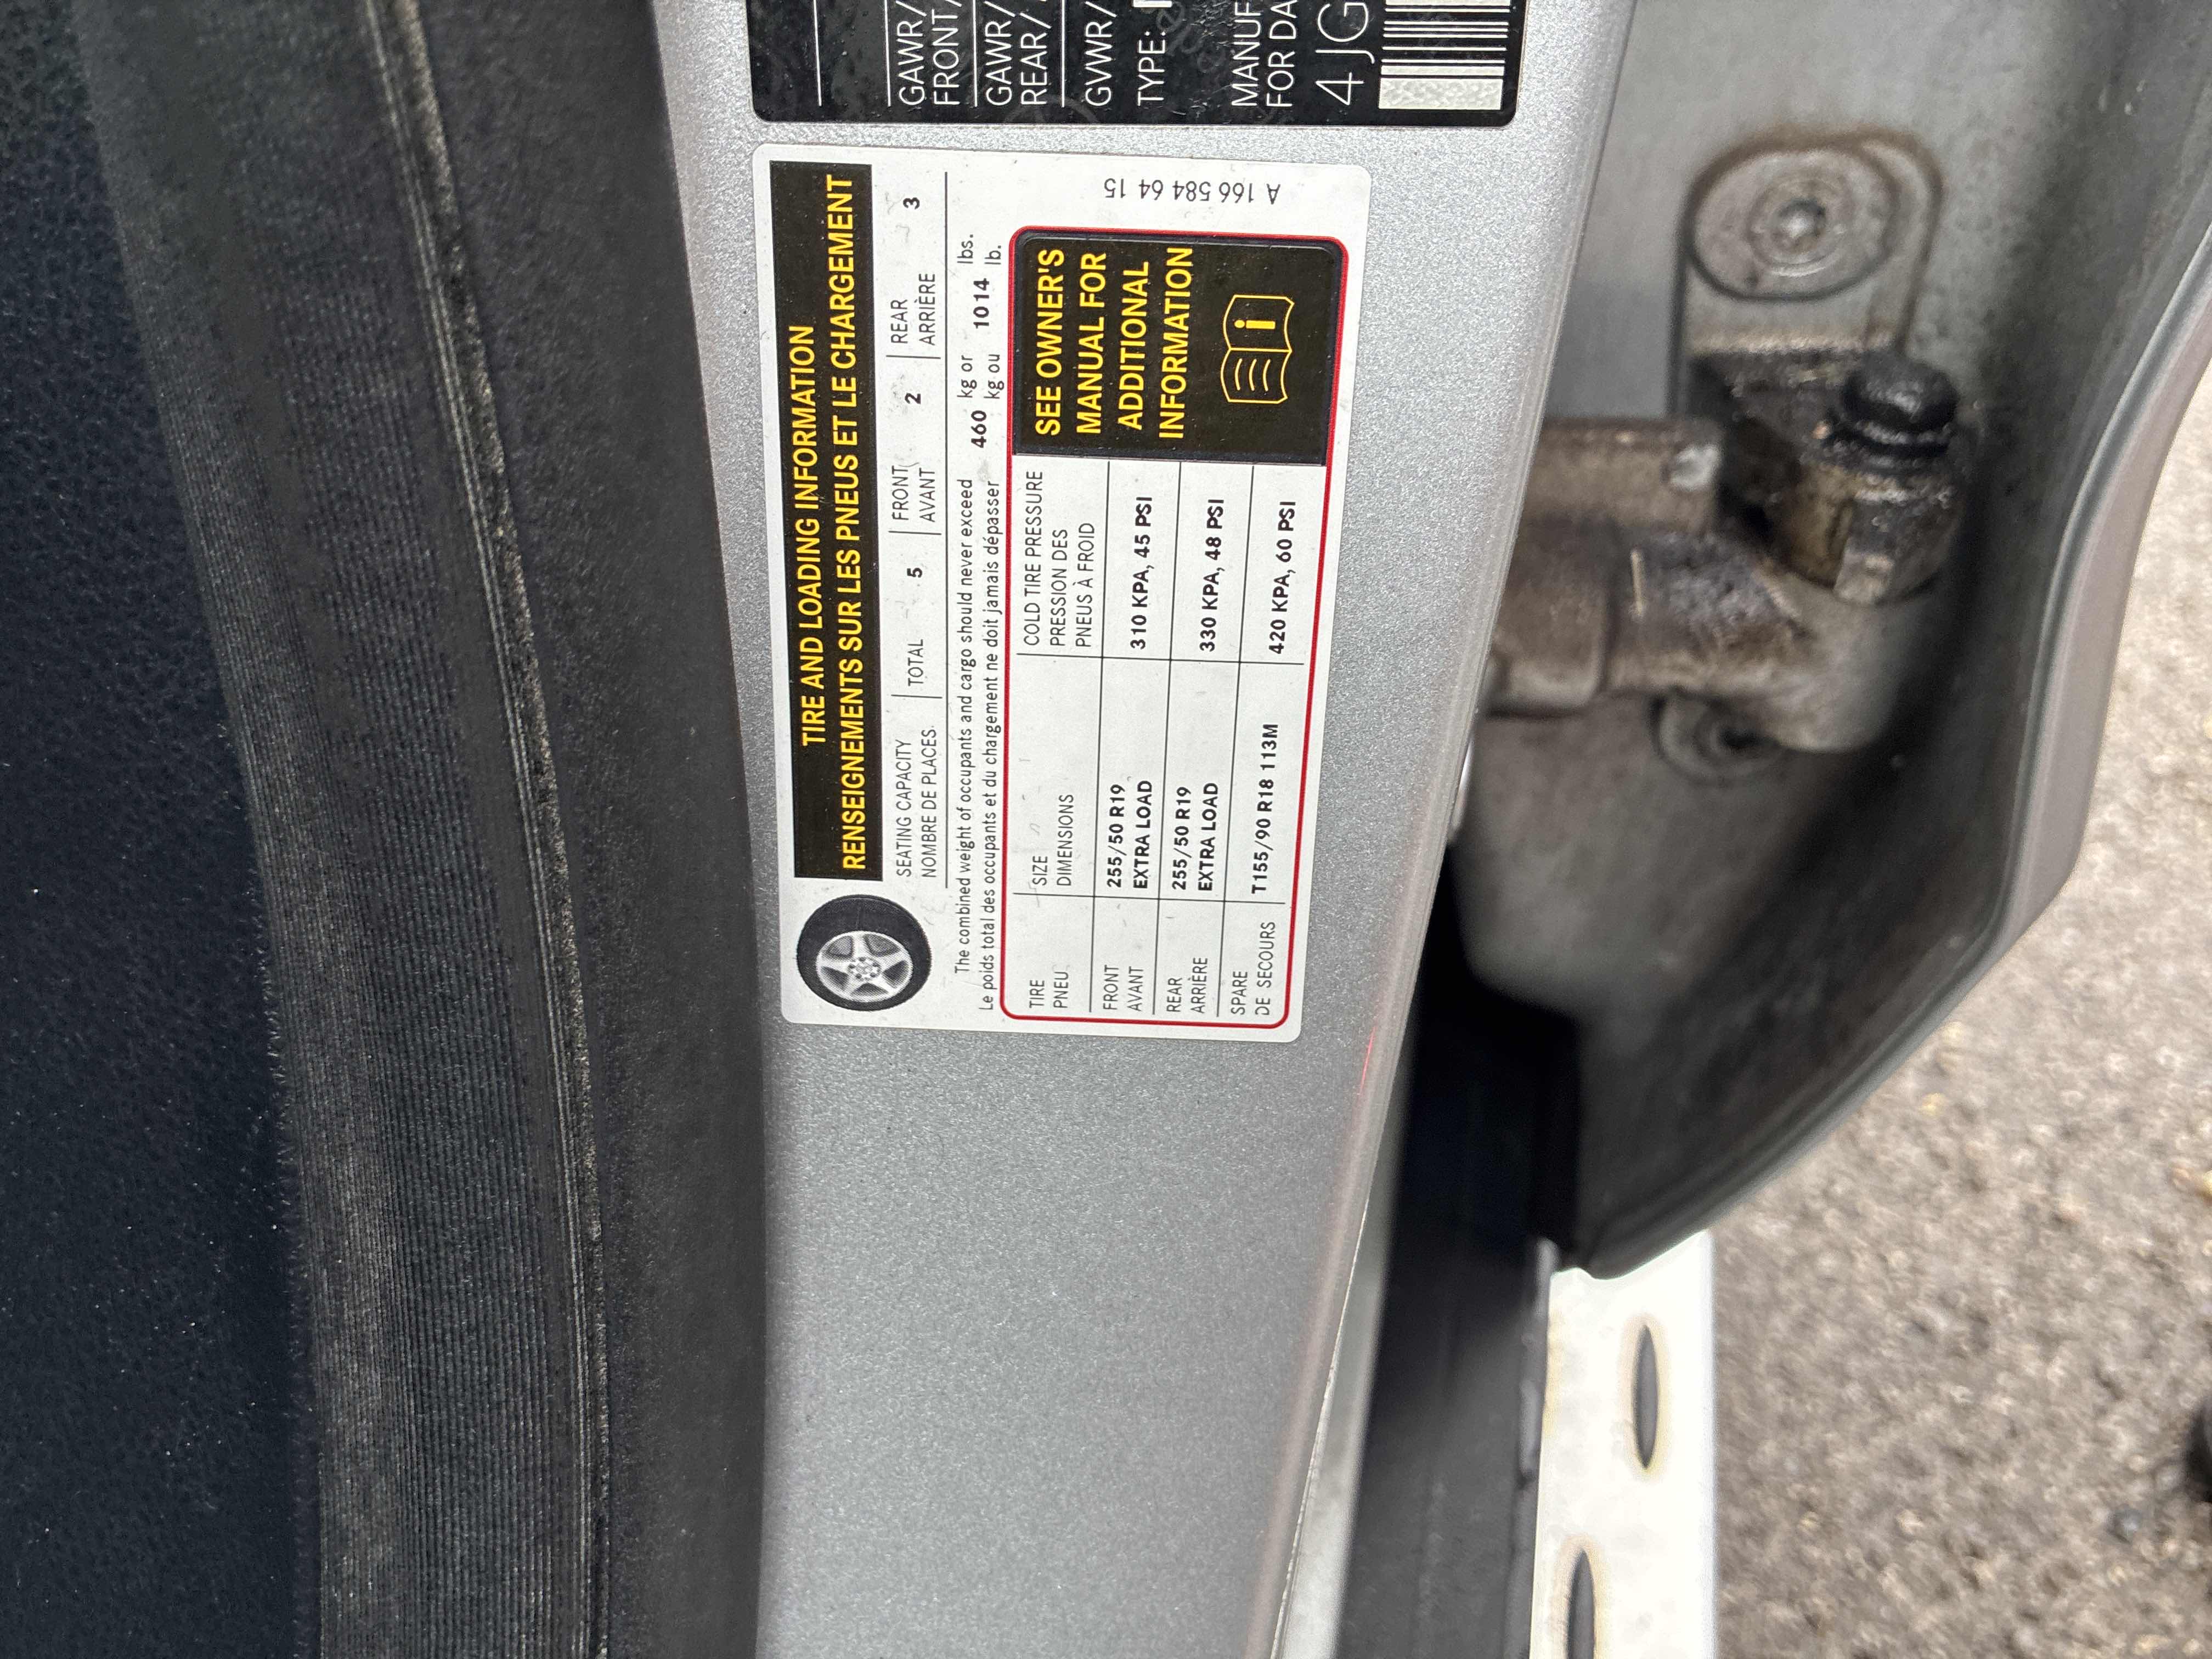 TIRE AND LOADING INFORMATION
RENSEIGNEMENTS SUR LES PNEUS ET LE CHARGEMENT
SEATING CAPACITY
NOMBRE DE PLACES
TOTAL 5
FRONT
AVANT
2
REAR
ARRIÈRE
3
The combined weight of occupants and cargo should never exceed 460 kg or 1014 lbs.
Le poids total des occupants et du chargement ne doit jamais dépasser kg ou lb.
TIRE
PNEU
SIZE
DIMENSIONS
COLD TIRE PRESSURE
PRESSION DES
PNEUS À FROID
FRONT
AVANT
255/50 R19
EXTRA LOAD
310 KPA, 45 PSI
REAR
ARRIÈRE
255/50 R19
EXTRA LOAD
330 KPA, 48 PSI
SPARE
DE SECOURS
T155/90 R18 113M
420 KPA, 60 PSI
SEE OWNER'S
MANUAL FOR
ADDITIONAL
INFORMATION
A 166 584 64 15
GAWR/
FRONT/
GAWR/
REAR/
GVWR/
TYPE:
MANUF
FOR DA
4JG